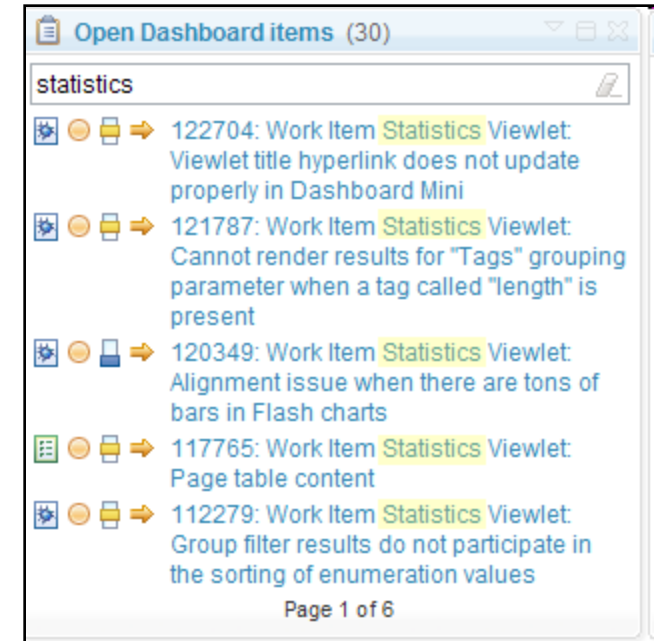 Open Dashboard items (30)
statistics
122704: Work Item Statistics Viewlet:
Viewlet title hyperlink does not update
properly in Dashboard Mini
121787: Work Item Statistics Viewlet:
Cannot render results for "Tags" grouping
parameter when a tag called "length" is
present
120349: Work Item Statistics Viewlet:
Alignment issue when there are tons of
bars in Flash charts
117765: Work Item Statistics Viewlet:
Page table content
112279: Work Item Statistics Viewlet:
Group filter results do not participate in
the sorting of enumeration values
Page 1 of 6